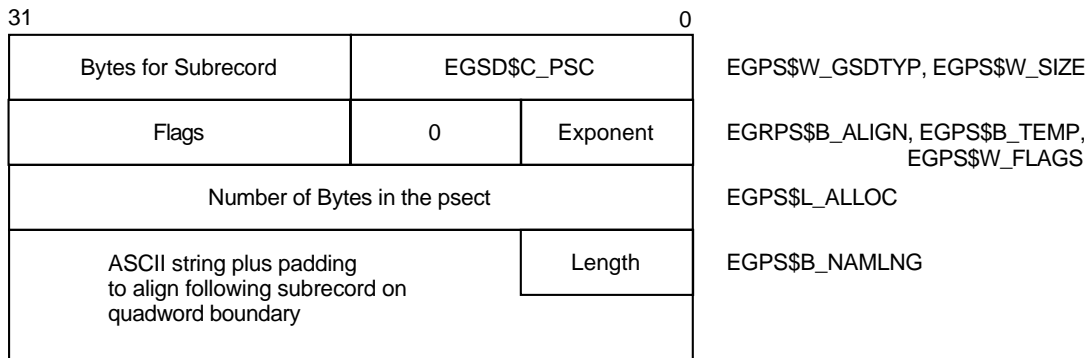 31 0
Bytes for Subrecord EGSD$C_PSC EGPS$W_GSDTYP, EGPS$W_SIZE
Flags 0 Exponent EGRPS$B_ALIGN, EGPS$B_TEMP,
EGPS$W_FLAGS
Number of Bytes in the psect EGPS$L_ALLOC
ASCII string plus padding Length EGPS$B_NAMLNG
to align following subrecord on
quadword boundary